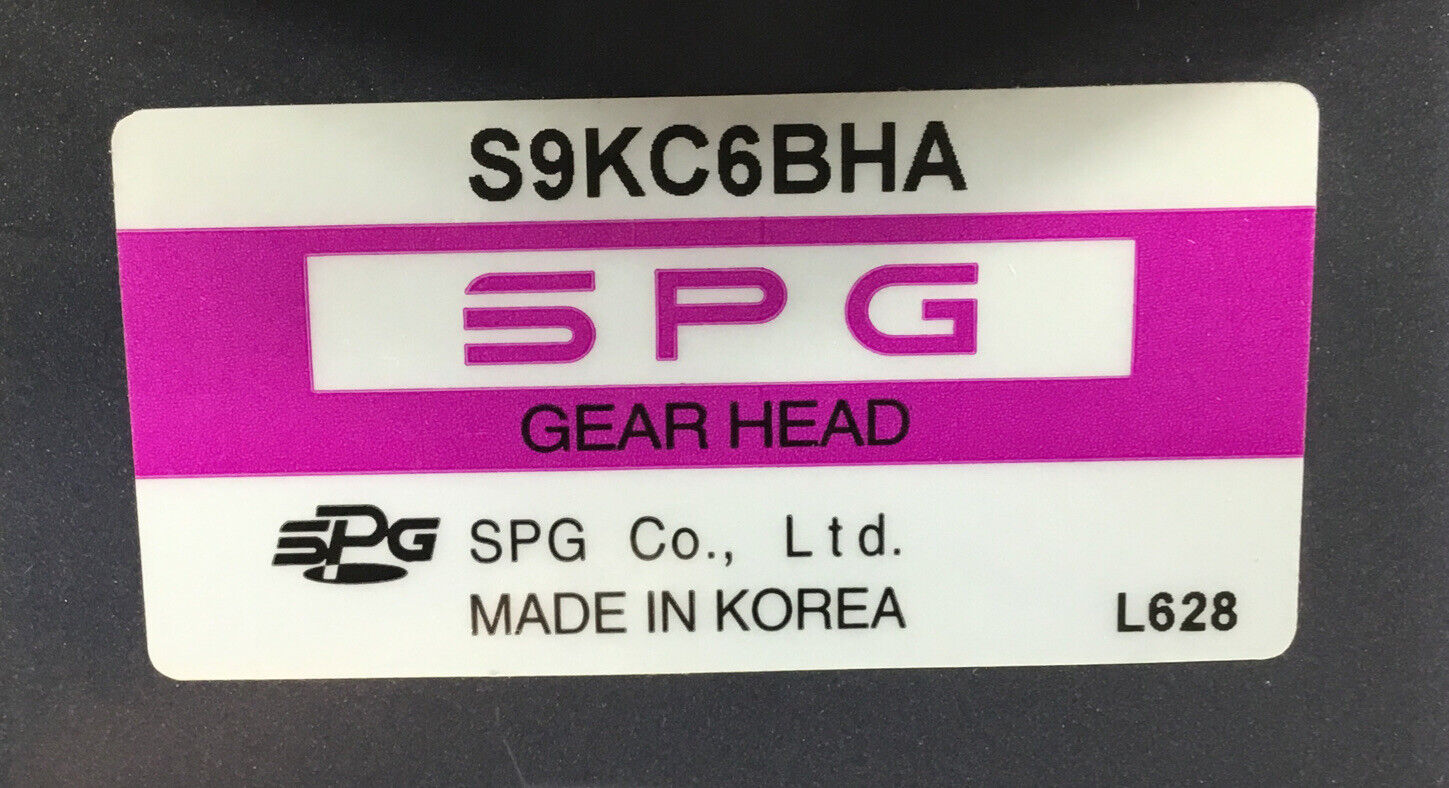 S9KC6BHA
SPG
GEAR HEAD
SPG SPG Co., Ltd.
MADE IN KOREA
L628